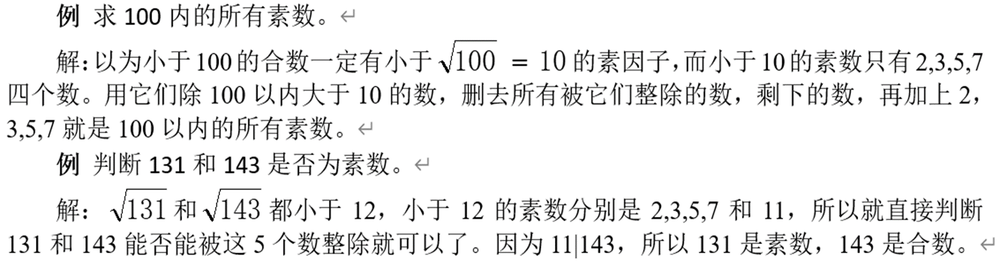 例 求 100 内的所有素数。↵
解：以为小于 100 的合数一定有小于 √100 = 10 的素因子，而小于 10 的素数只有 2,3,5,7
四个数。用它们除 100 以内大于 10 的数，删去所有被它们整除的数，剩下的数，再加上 2，
3,5,7 就是 100 以内的所有素数。↵
例 判断 131 和 143 是否为素数。↵
解： √131 和 √143 都小于 12，小于 12 的素数分别是 2,3,5,7 和 11，所以就直接判断
131 和 143 能否能被这 5 个数整除就可以了。因为 11|143，所以 131 是素数，143 是合数。↵